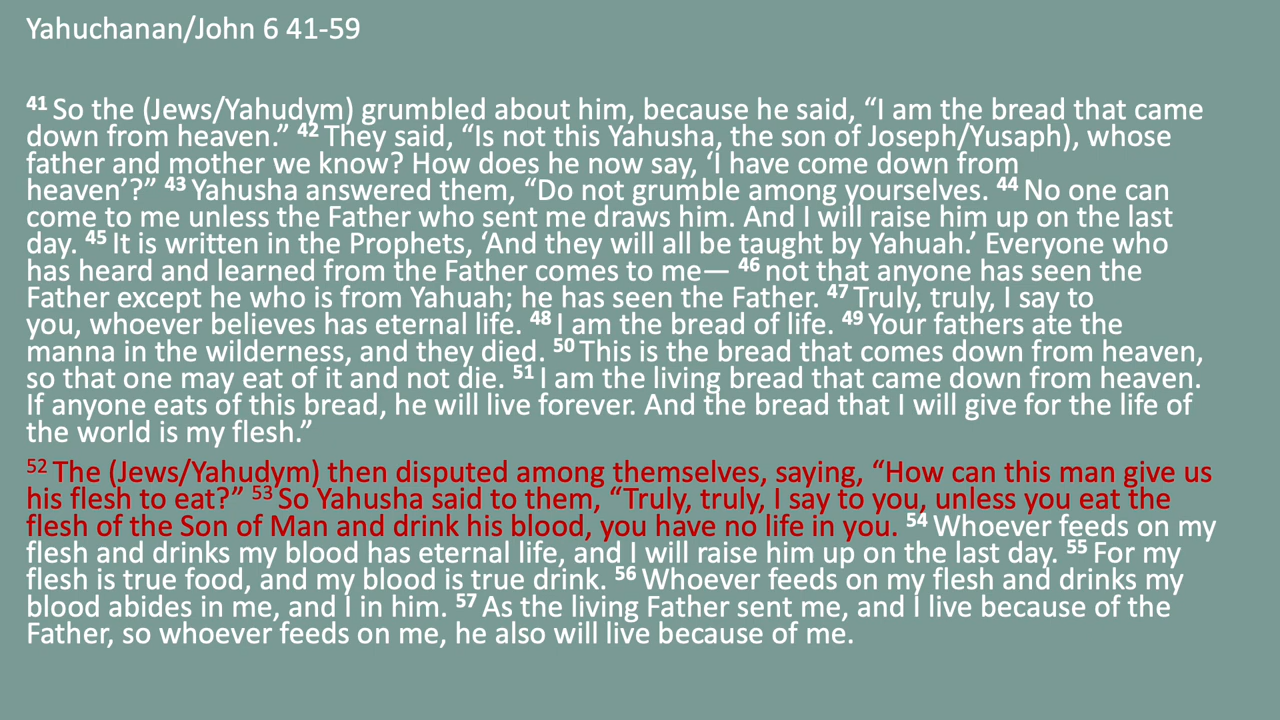 Yahuchanan/John 6 41-59
41 So the (Jews/Yahudym) grumbled about him, because he said, “I am the bread that came
down from heaven.” 42 They said, “Is not this Yahusha, the son of Joseph/Yusaph), whose
father and mother we know? How does he now say, ‘I have come down from
heaven’?” 43 Yahusha answered them, “Do not grumble among yourselves. 44 No one can
come to me unless the Father who sent me draws him. And I will raise him up on the last
day. 45 It is written in the Prophets, ‘And they will all be taught by Yahuah.’ Everyone who
has heard and learned from the Father comes to me— 46 not that anyone has seen the
Father except he who is from Yahuah; he has seen the Father. 47 Truly, truly, I say to
you, whoever believes has eternal life. 48 I am the bread of life. 49 Your fathers ate the
manna in the wilderness, and they died. 50 This is the bread that comes down from heaven,
so that one may eat of it and not die. 51 I am the living bread that came down from heaven.
If anyone eats of this bread, he will live forever. And the bread that I will give for the life of
the world is my flesh.”
52 The (Jews/Yahudym) then disputed among themselves, saying, “How can this man give us
his flesh to eat?” 53 So Yahusha said to them, “Truly, truly, I say to you, unless you eat the
flesh of the Son of Man and drink his blood, you have no life in you. 54 Whoever feeds on my
flesh and drinks my blood has eternal life, and I will raise him up on the last day. 55 For my
flesh is true food, and my blood is true drink. 56 Whoever feeds on my flesh and drinks my
blood abides in me, and I in him. 57 As the living Father sent me, and I live because of the
Father, so whoever feeds on me, he also will live because of me.